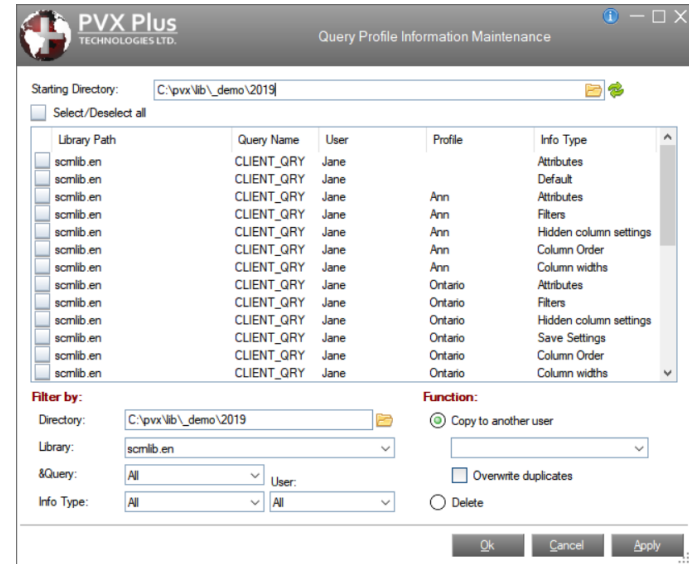 PVX Plus
TECHNOLOGIES LTD.
Query Profile Information Maintenance
Starting Directory: C:\pvx\lib\_demo\2019
Select/Deselect all
Library Path Query Name User Profile Info Type
scmlib.en CLIENT_QRY Jane Attributes
scmlib.en CLIENT_QRY Jane Default
scmlib.en CLIENT_QRY Jane Ann Attributes
scmlib.en CLIENT_QRY Jane Ann Filters
scmlib.en CLIENT_QRY Jane Ann Hidden column settings
scmlib.en CLIENT_QRY Jane Ann Column Order
scmlib.en CLIENT_QRY Jane Ann Column widths
scmlib.en CLIENT_QRY Jane Ontario Attributes
scmlib.en CLIENT_QRY Jane Ontario Filters
scmlib.en CLIENT_QRY Jane Ontario Hidden column settings
scmlib.en CLIENT_QRY Jane Ontario Save Settings
scmlib.en CLIENT_QRY Jane Ontario Column Order
scmlib.en CLIENT_QRY Jane Ontario Column widths
Filter by:
Directory: C:\pvx\lib\_demo\2019
Library: scmlib.en
&Query: All
User:
Info Type: All All
Function:
Copy to another user
Overwrite duplicates
Delete
Ok Cancel Apply